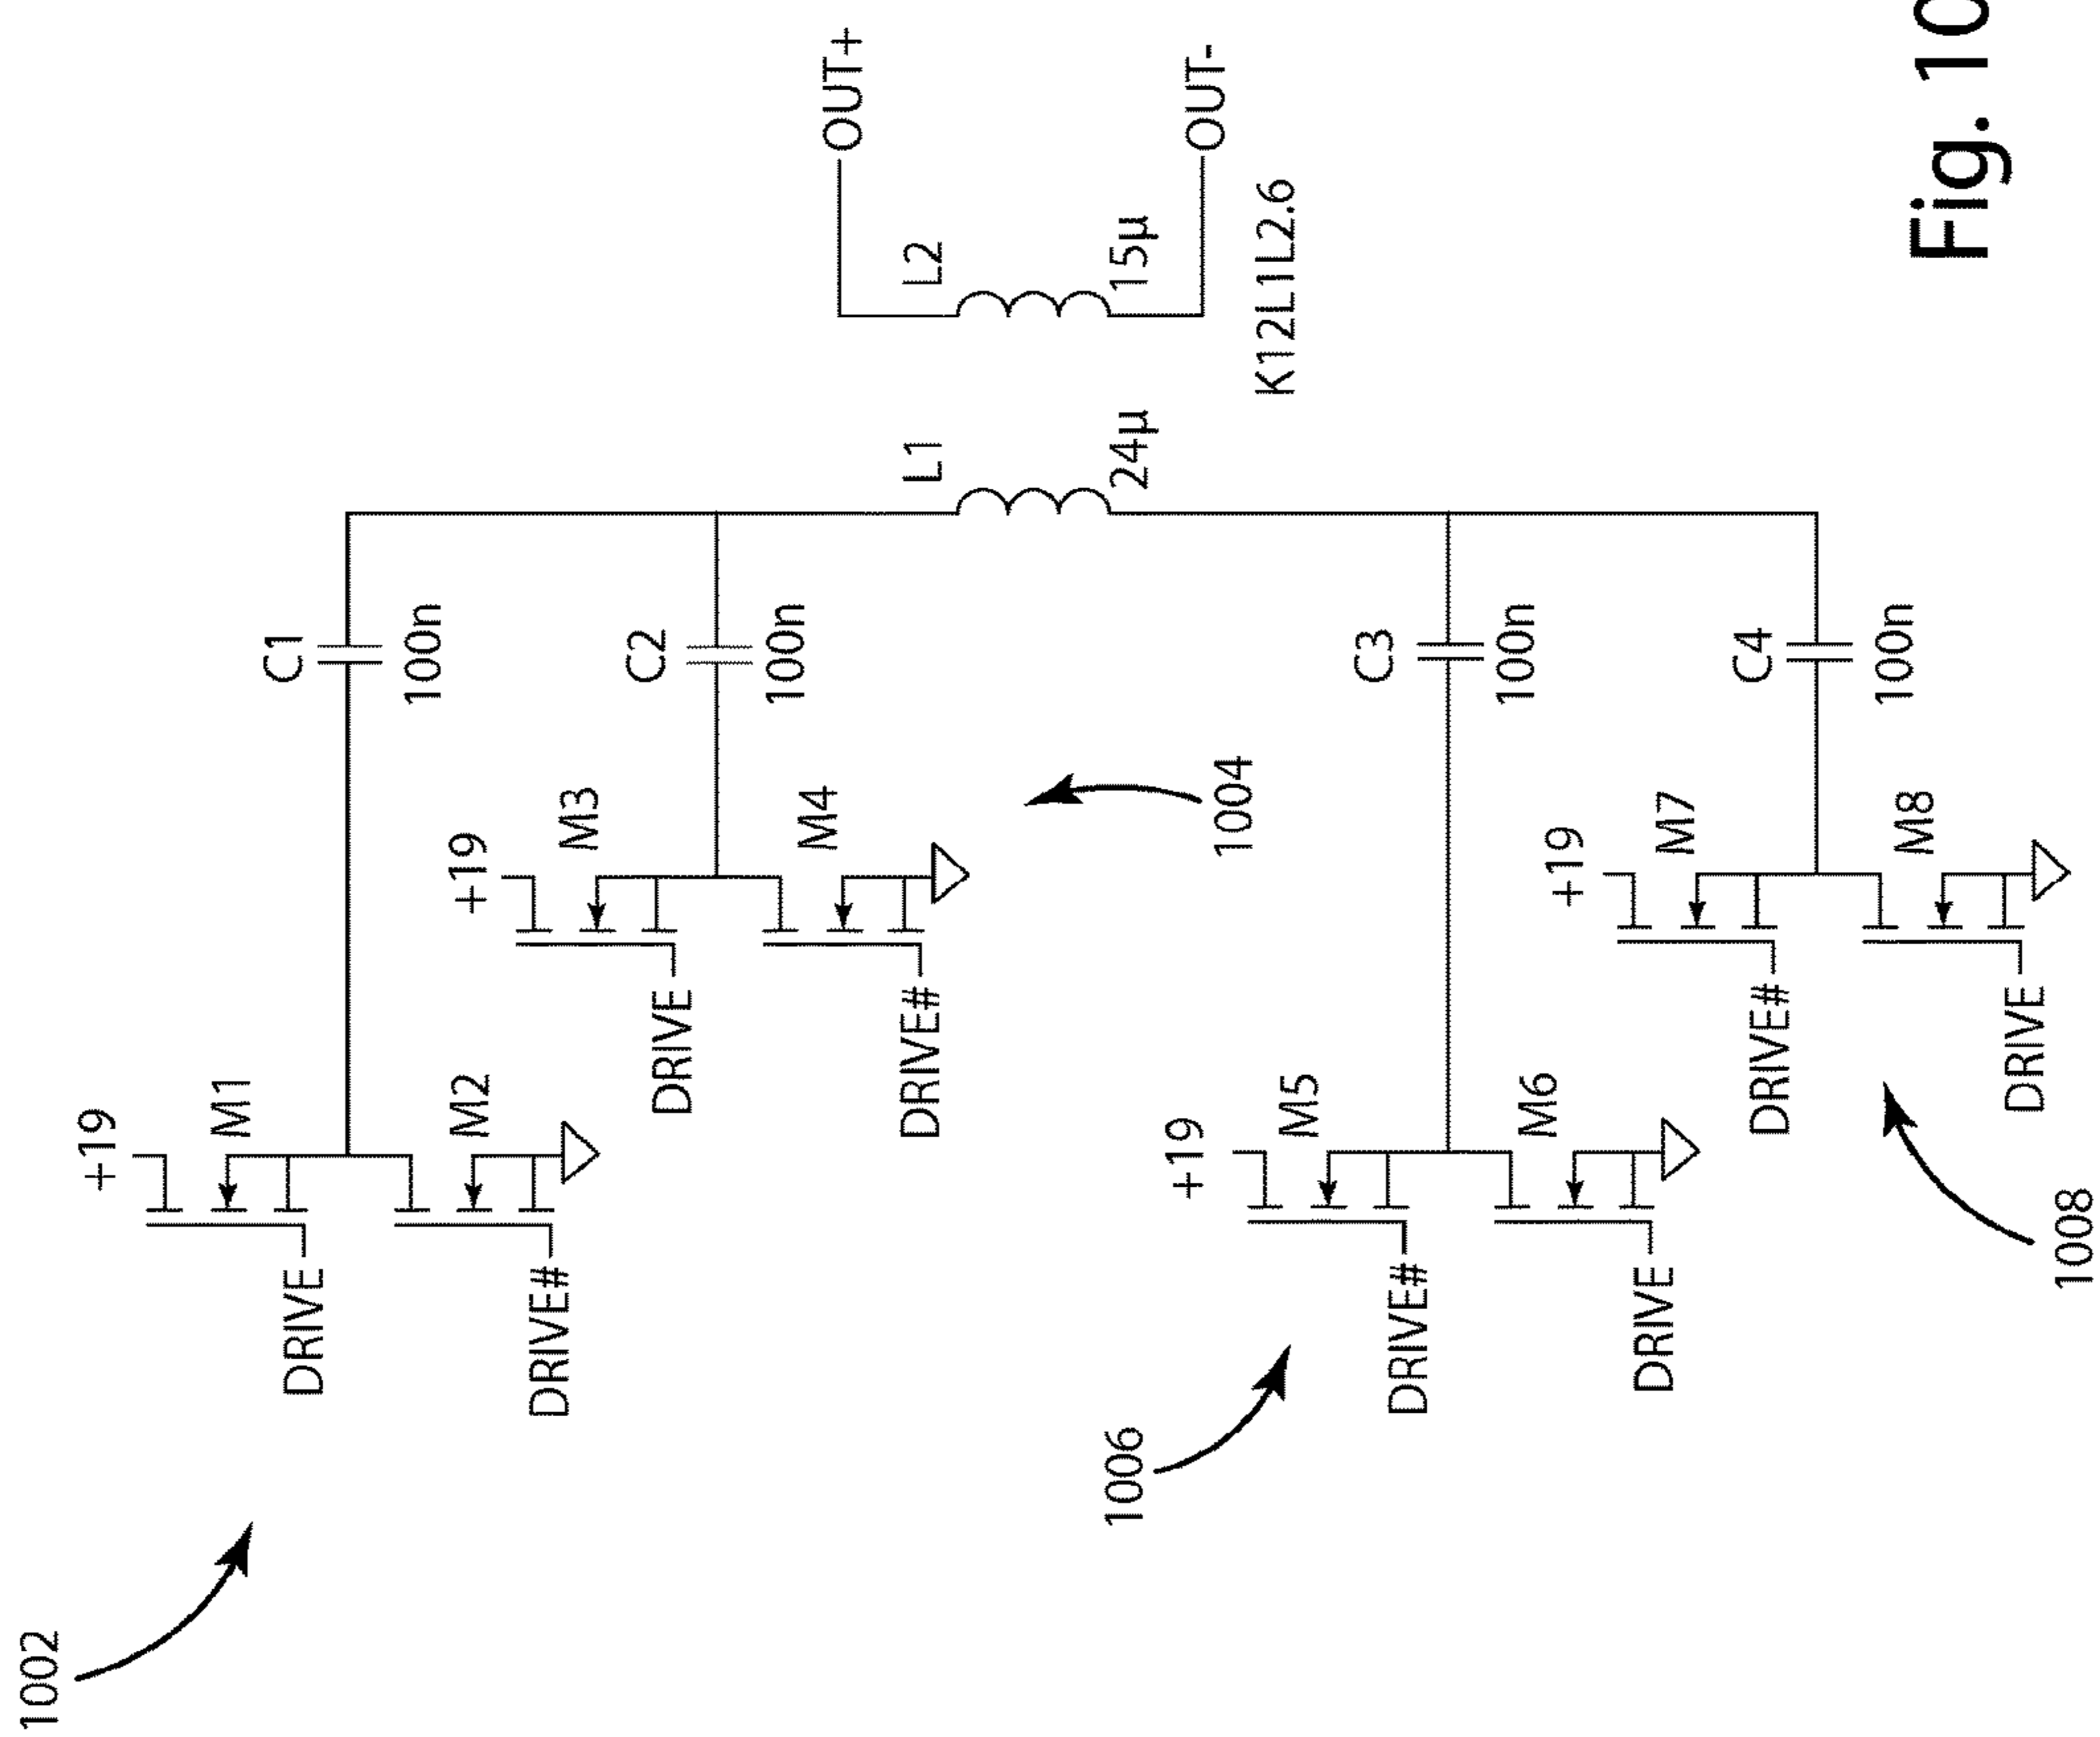 1002
+19
M1
DRIVE
M2
DRIVE#
C1
100n
+19
M3
DRIVE
M4
DRIVE#
1004
C2
100n
L1
24µ
L2
15µ
OUT+
OUT-
K12L1L2.6
1006
+19
M5
DRIVE#
M6
DRIVE
C3
100n
+19
M7
DRIVE#
M8
DRIVE
1008
C4
100n
Fig. 10